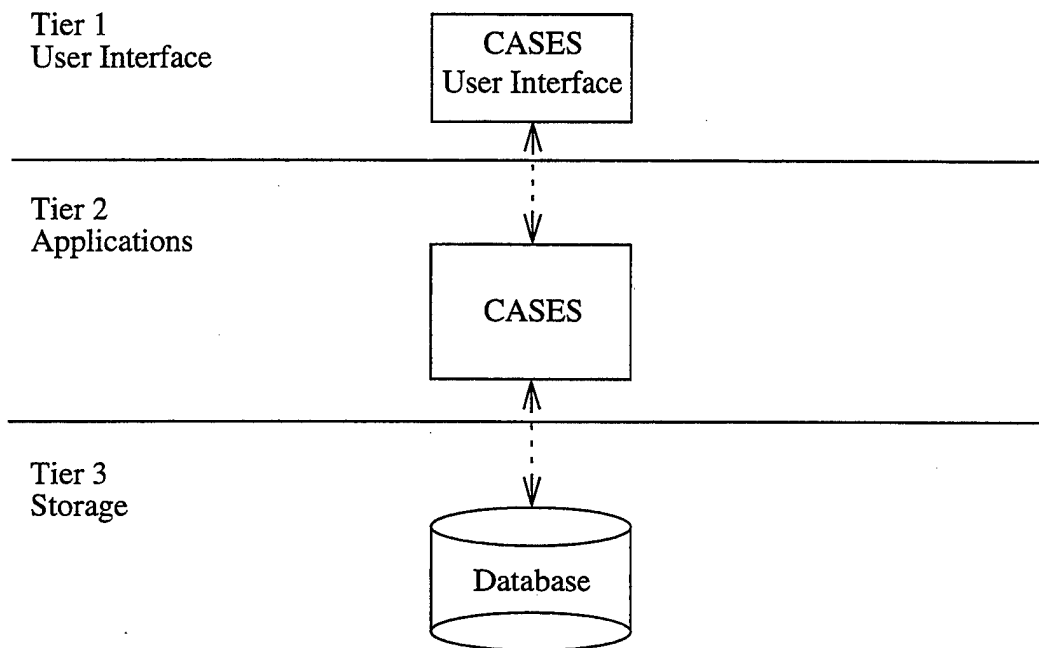 Tier 1
User Interface
CASES
User Interface
Tier 2
Applications
CASES
Tier 3
Storage
Database